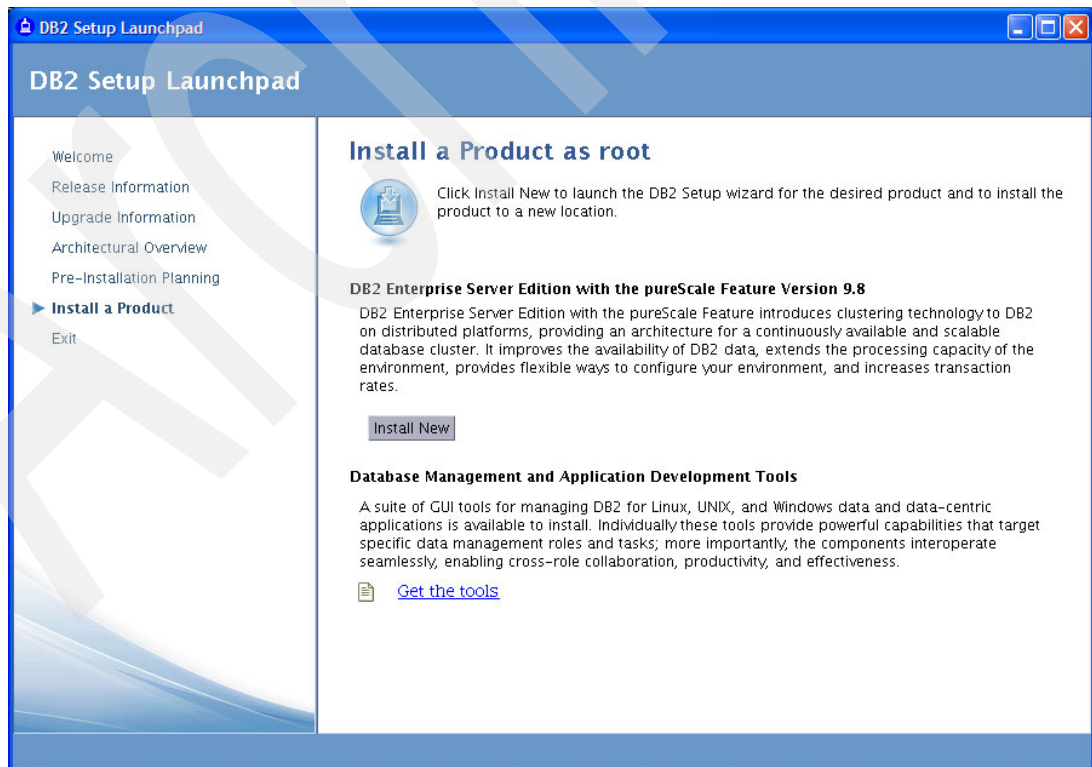 DB2 Setup Launchpad
DB2 Setup Launchpad
Welcome
Release Information
Upgrade Information
Architectural Overview
Pre-Installation Planning
Install a Product
Exit
Install a Product as root
Click Install New to launch the DB2 Setup wizard for the desired product and to install the
product to a new location.
DB2 Enterprise Server Edition with the pureScale Feature Version 9.8
DB2 Enterprise Server Edition with the pureScale Feature introduces clustering technology to DB2
on distributed platforms, providing an architecture for a continuously available and scalable
database cluster. It improves the availability of DB2 data, extends the processing capacity of the
environment, provides flexible ways to configure your environment, and increases transaction
rates.
Install New
Database Management and Application Development Tools
A suite of GUI tools for managing DB2 for Linux, UNIX, and Windows data and data-centric
applications is available to install. Individually these tools provide powerful capabilities that target
specific data management roles and tasks; more importantly, the components interoperate
seamlessly, enabling cross-role collaboration, productivity, and effectiveness.
Get the tools